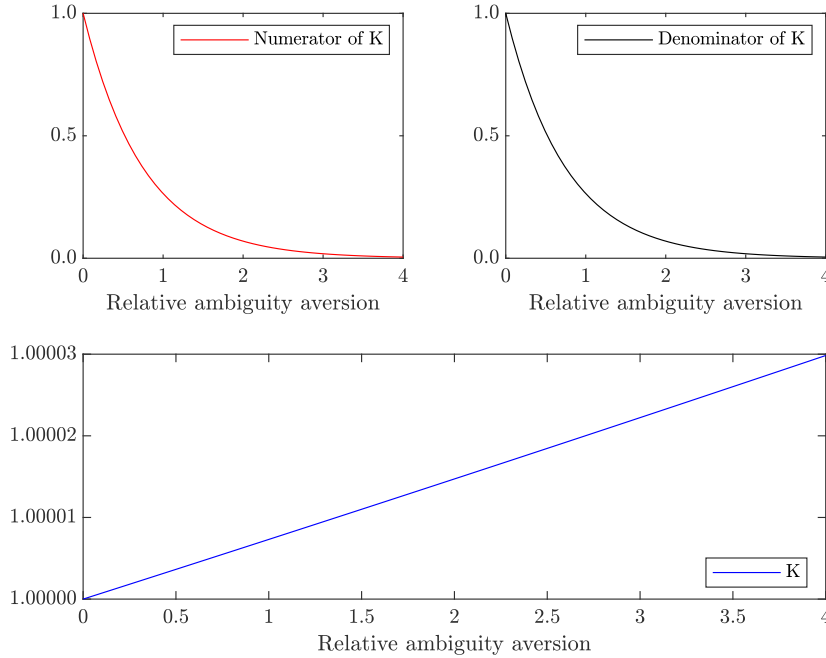 1.0
Numerator of K
0.5
0.0
0 1 2 3 4
Relative ambiguity aversion
1.0
Denominator of K
0.5
0.0
0 1 2 3 4
Relative ambiguity aversion
1.00003
1.00002
1.00001
K
1.00000
0 0.5 1 1.5 2 2.5 3 3.5 4
Relative ambiguity aversion